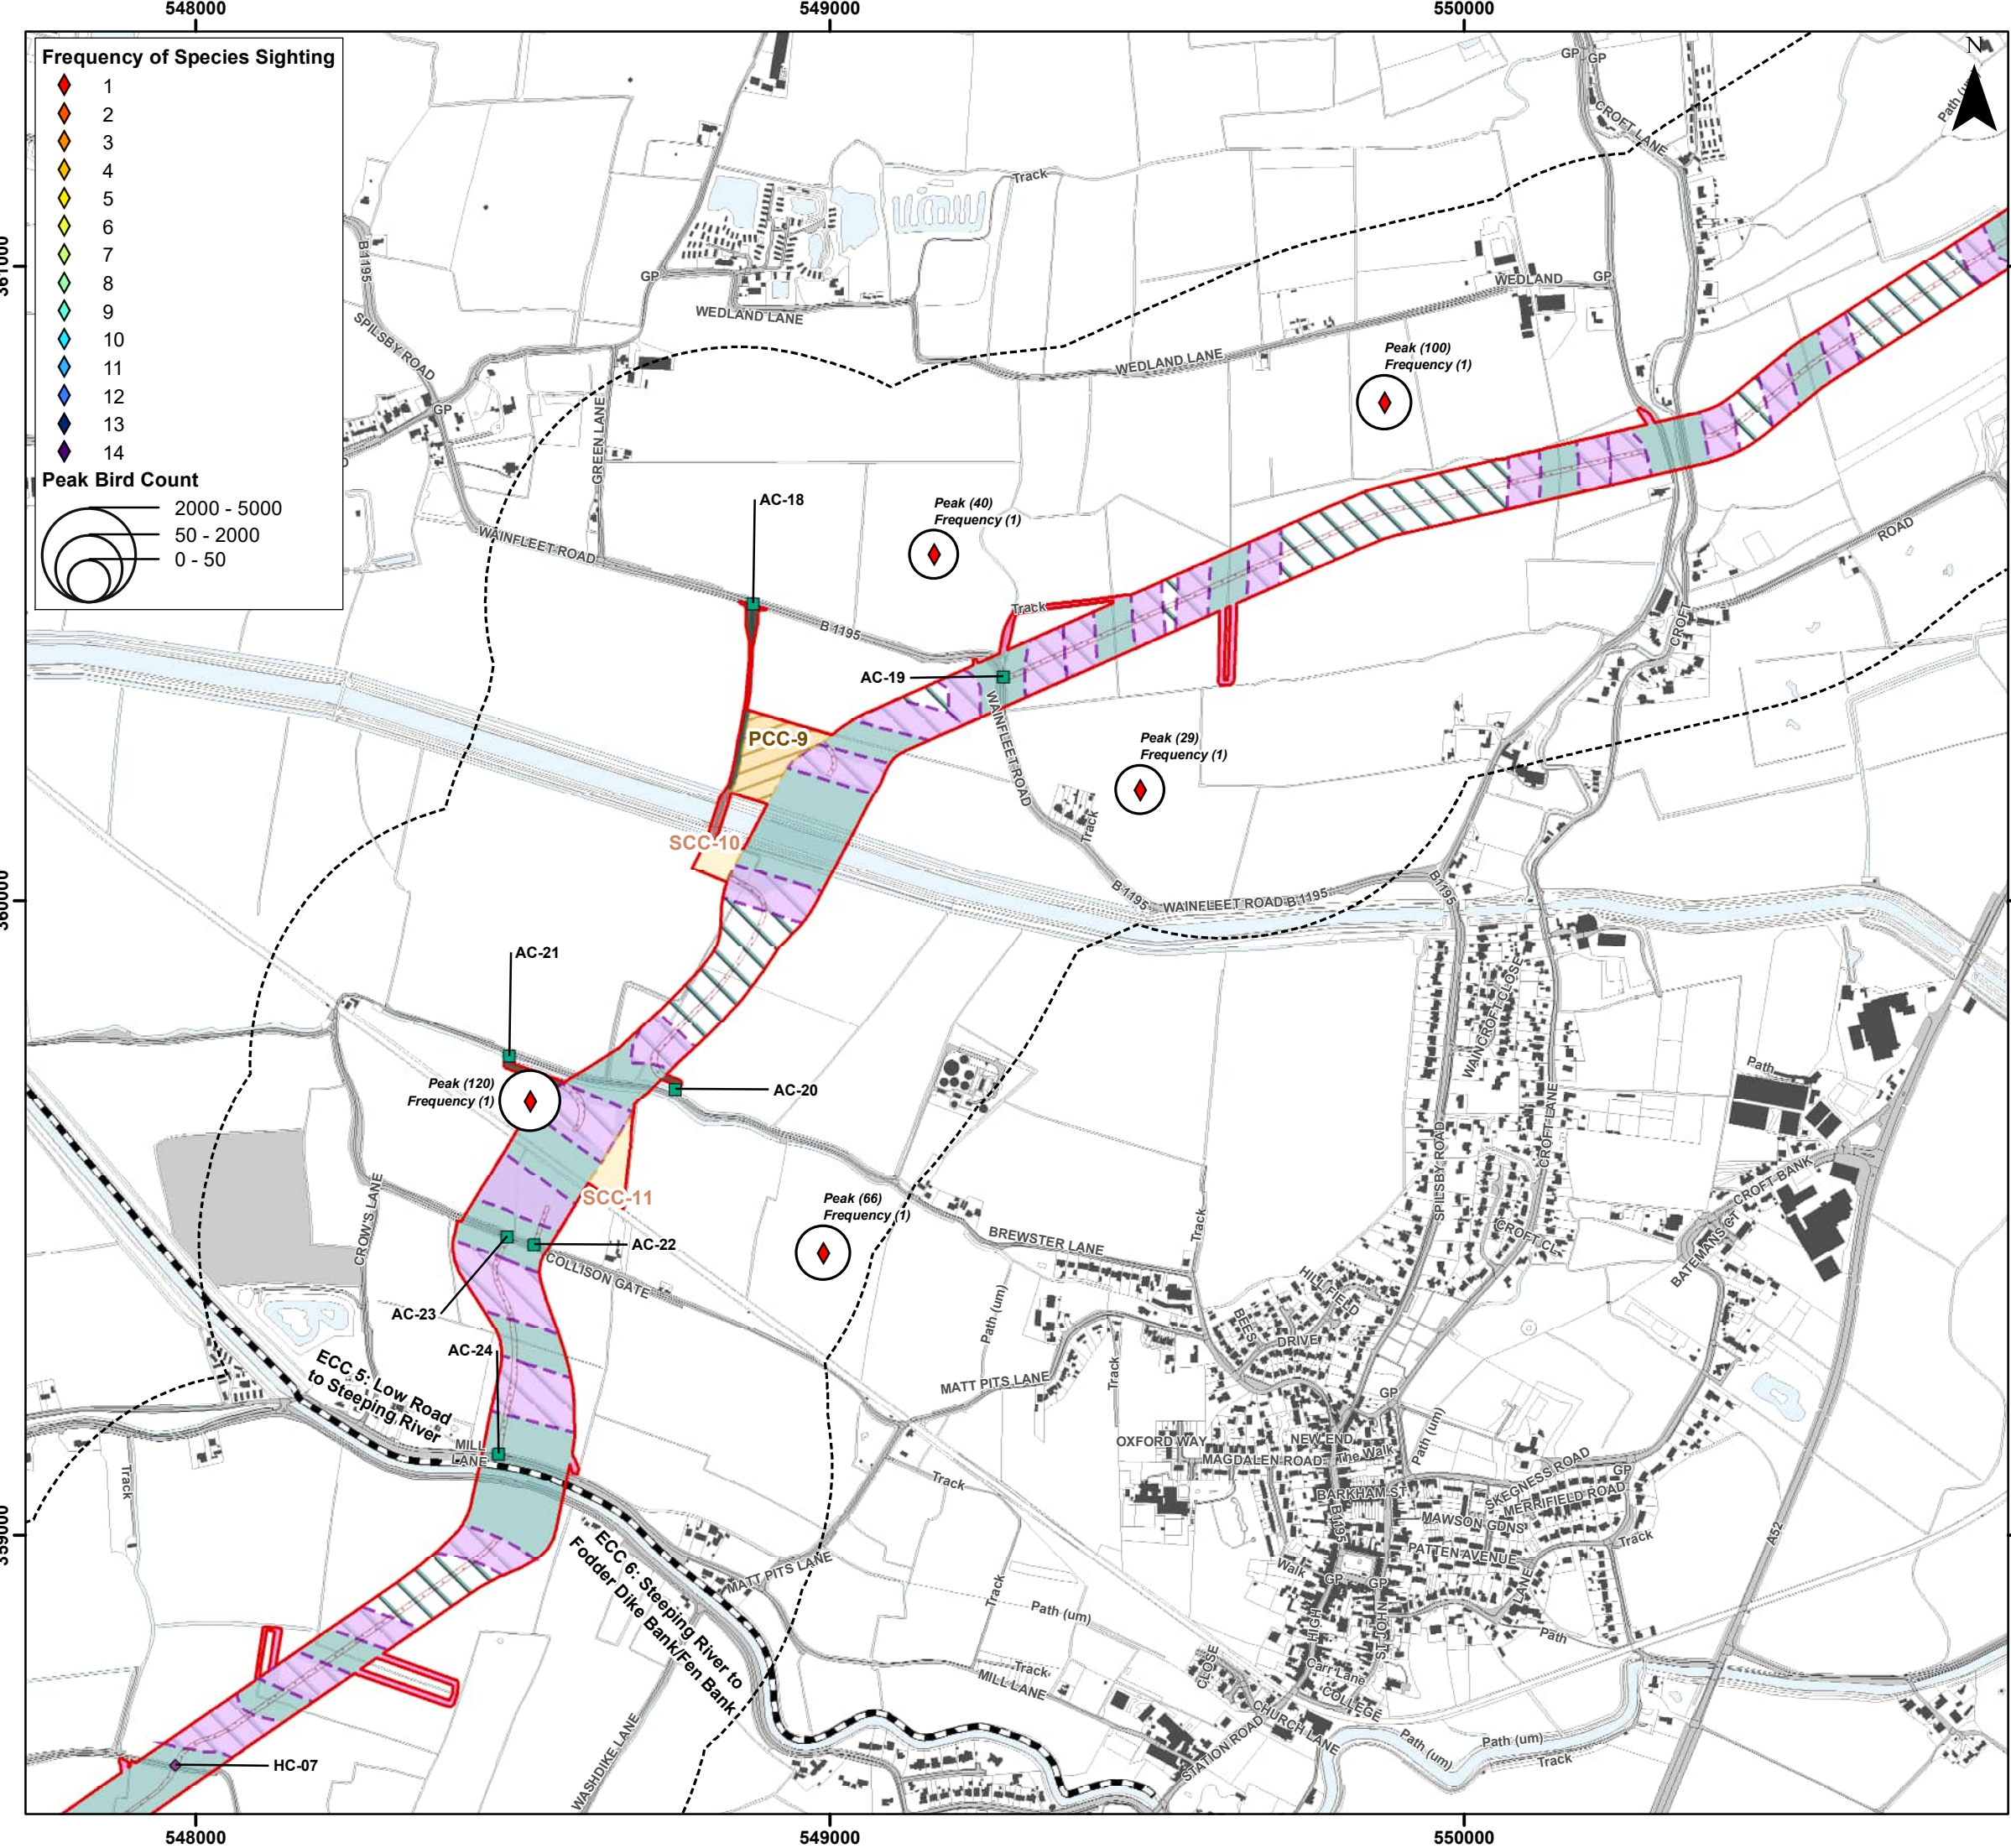 548000
549000
550000
Frequency of Species Sighting
1
2
3
4
5
6
7
8
9
10
11
12
13
14
Peak Bird Count
2000 - 5000
50 - 2000
0 - 50
N
GP
GP
CROFT LANE
Track
B1195
SPILSBY ROAD
GP
GP
WEDLAND LANE
WEDLAND LANE
WEDLAND
GP
361000
Peak (100)
Frequency (1)
GREEN LANE
WAINFLEET ROAD
AC-18
Peak (40)
Frequency (1)
ROAD
B 1195
Track
CROFT
AC-19
WAINFLEET ROAD
PCC-9
Peak (29)
Frequency (1)
Track
SCC-10
B 1195
WAINFLEET ROAD B 1195
B1195
360000
AC-21
WAINCROFT CLOSE
Path
Peak (120)
Frequency (1)
AC-20
SPILSBY ROAD
CROFT LANE
CROFT BANK
BATEMANS CT
CROW'S LANE
SCC-11
Peak (66)
Frequency (1)
Track
BREWSTER LANE
CROFT CL
AC-22
COLLISON GATE
AC-23
HILLFIELD
BEES
DRIVE
Path (um)
AC-24
ECC 5: Low Road
to Steeping River
MATT PITS LANE
Track
GP
MILL
LANE
OXFORD WAY
NEW END
The Walk
MAGDALEN ROAD
Path (um)
SKEGNESS ROAD
GP
MERRIFIELD ROAD
BARKHAM ST
B1195
MAWSON GDNS
Track
Track
Track
A52
359000
ECC 6: Steeping River to
Fodder Dike Bank/Fen Bank
MATT PITS LANE
PATTEN AVENUE
Walk
GP
GP
LANE
Track
Path (um)
HIGH
ST JOHN
Path
Track
MILL LANE
CLOSE
Carr Lane
COLLEGE
CHURCH LANE
STATION ROAD
Path (um)
Path (um)
Track
WASHDIKE LANE
HC-07
548000
549000
550000